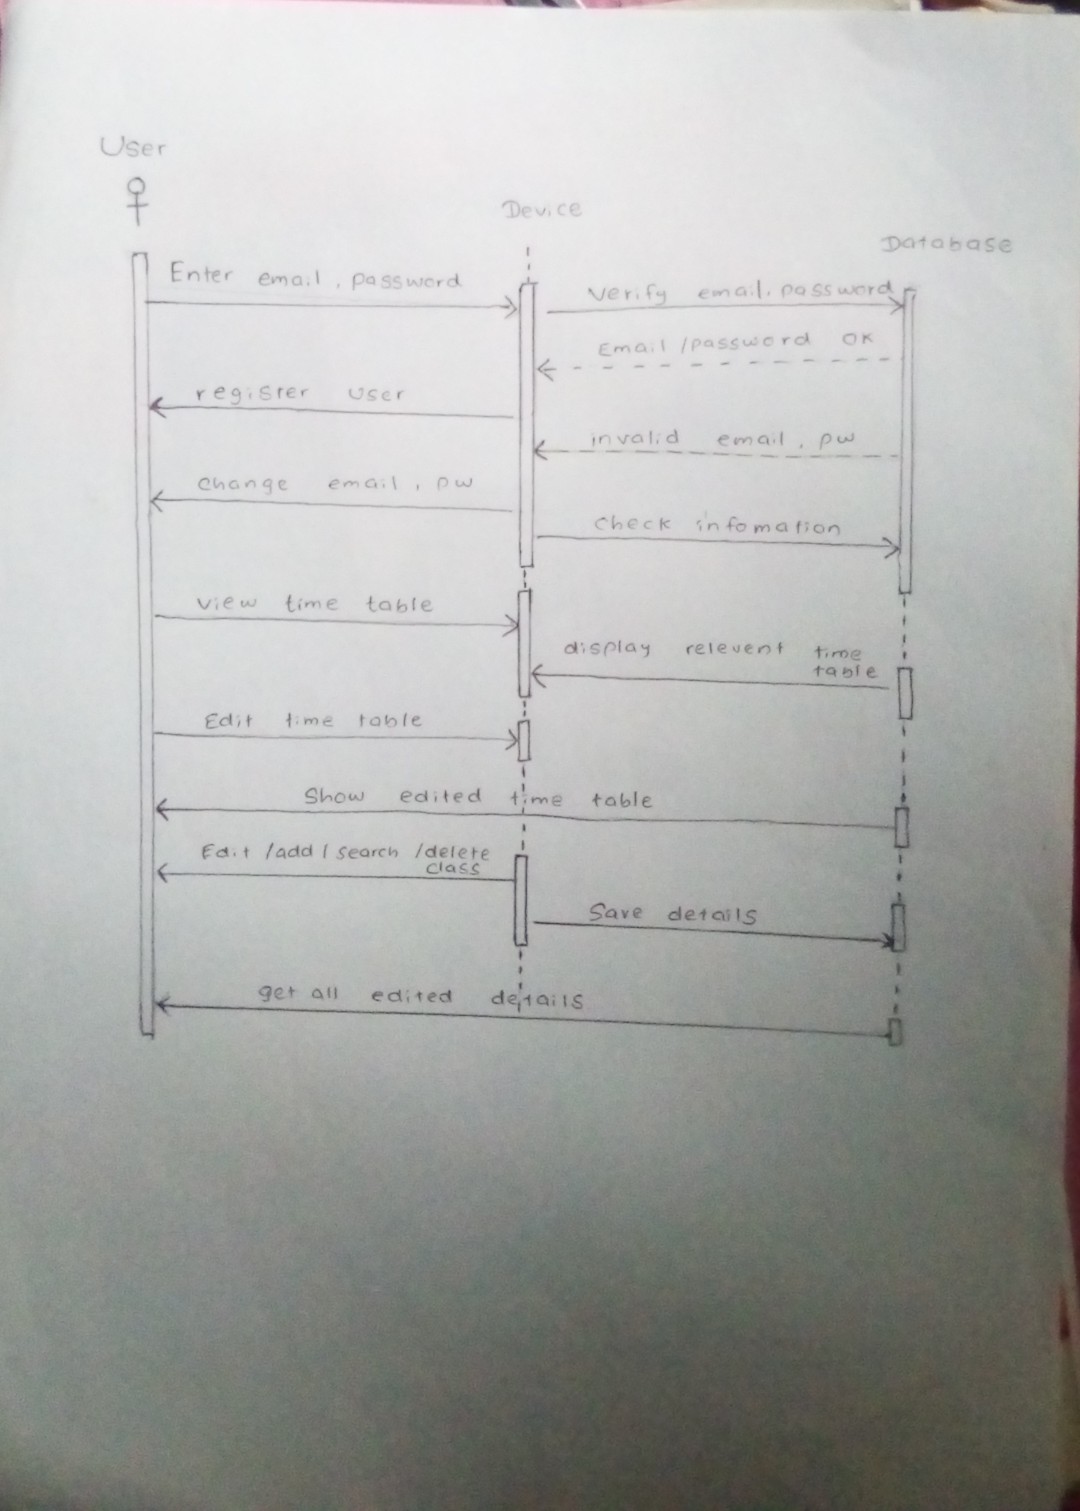 User
Device
Database
Enter email, password
verify email, password
Email /password OK
register user
invalid email, pw
change email, pw
check infomation
view time table
display relevent time
table
Edit time table
Show edited time table
Edit /add / search /delete
class
Save details
get all edited details